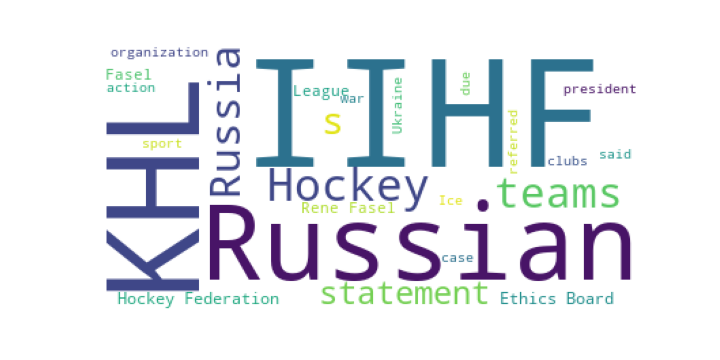 organization
Fasel
action
sport
KHL
Russia
IIHF
League
war
s
Ukraine
due
referred
president
clubs
said
Hockey
teams
Rene Fasel
Ice
Russian
case
Hockey Federation
statement
Ethics Board